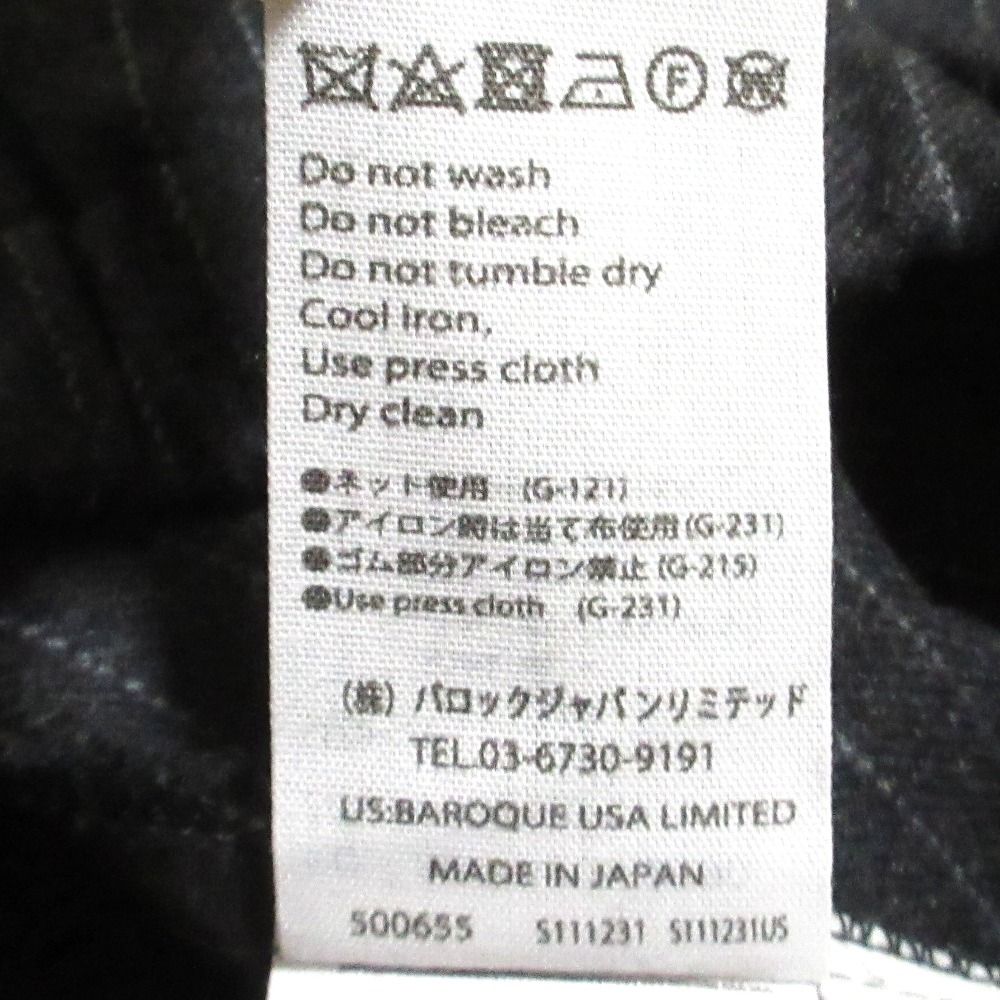 F
W
Do not wash
Do not bleach
Do not tumble dry
Cool iron,
Use press cloth
Dry clean
●ネット使用 (G-121)
●アイロン時は当て布使用(G-231)
●ゴム部分アイロン禁止(G-215)
●Use press cloth (G-231)
(株) バロックジャパンリミテッド
TEL.03-6730-9191
US:BAROQUE USA LIMITED
MADE IN JAPAN
500655 S111231 S111231US